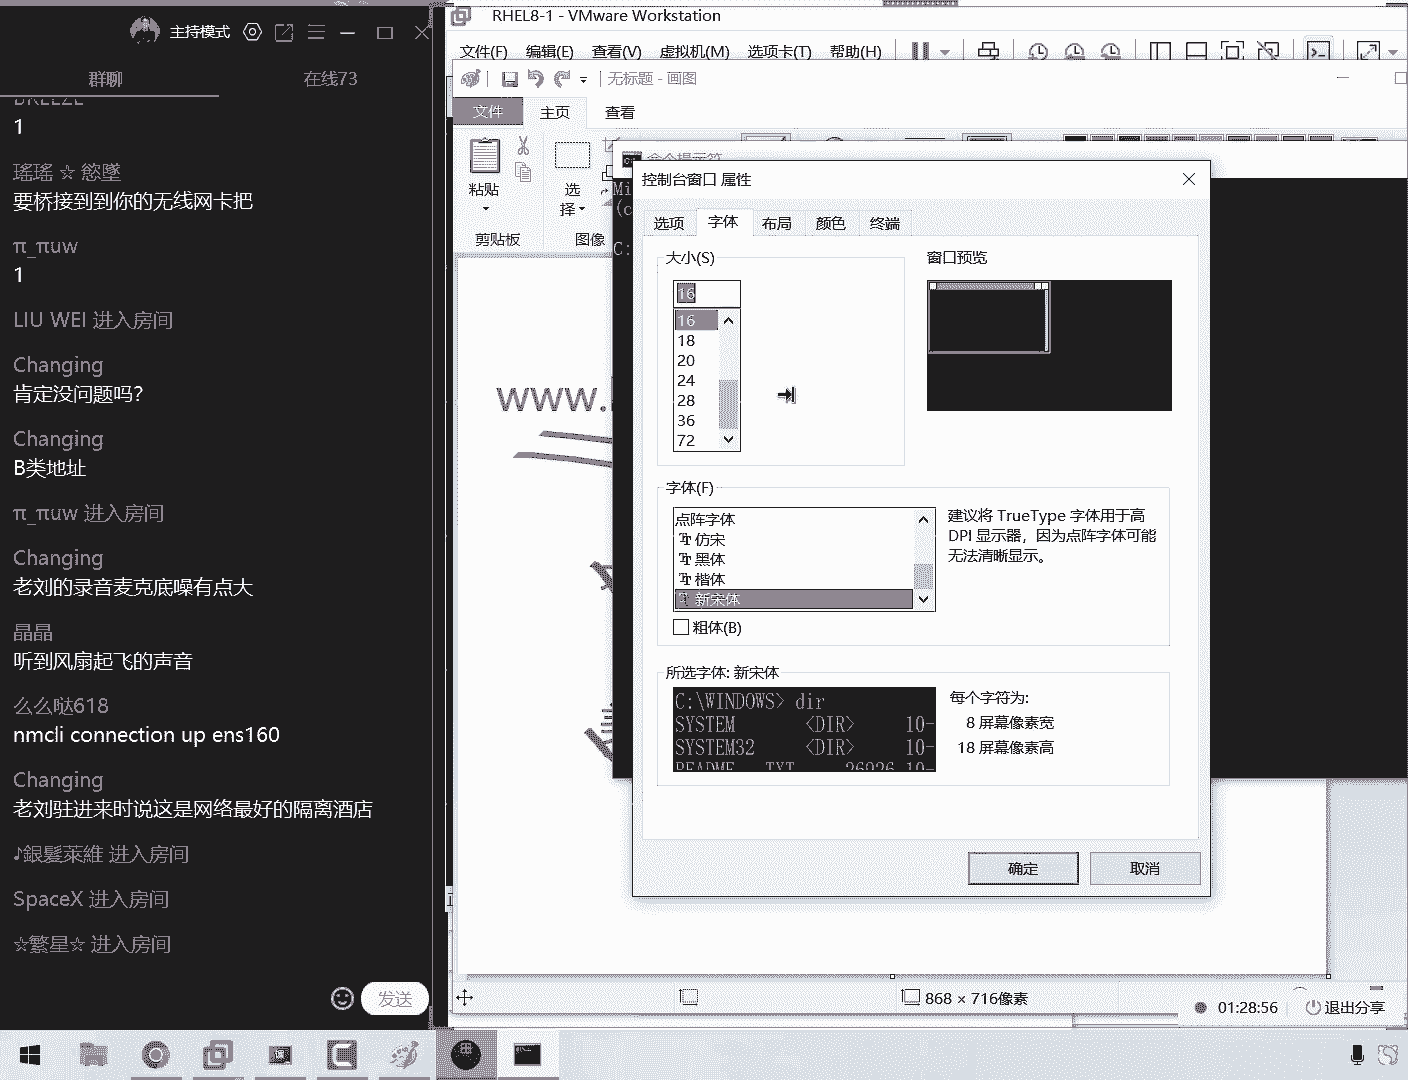 主持模式
群聊
在线73
BREEZE
1
瑤瑤 ☆ 慾墜
要桥接到到你的无线网卡把
π_πuw
1
LIU WEI 进入房间
Changing
肯定没问题吗?
Changing
B类地址
π_πuw 进入房间
Changing
老刘的录音麦克底噪有点大
晶晶
听到风扇起飞的声音
么么哒618
nmcli connection up ens160
Changing
老刘驻进来时说这是网络最好的隔离酒店
♪銀髮萊維 进入房间
SpaceX 进入房间
☆繁星☆ 进入房间
发送
RHEL8-1 - VMware Workstation
文件(F) 编辑(E) 查看(V) 虚拟机(M) 选项卡(T) 帮助(H)
无标题 - 画图
文件 主页 查看
粘贴
选
择
剪贴板
图像
www.
命令提示符
Mi
(c
C:
控制台窗口 属性
选项 字体 布局 颜色 终端
大小(S)
16
16
18
20
24
28
36
72
窗口预览
字体(F)
点阵字体
仿宋
黑体
楷体
新宋体
粗体(B)
建议将 TrueType 字体用于高
DPI 显示器，因为点阵字体可能
无法清晰显示。
所选字体: 新宋体
C:\WINDOWS> dir
SYSTEM <DIR> 10-
SYSTEM32 <DIR> 10-
README TXT 26926 10-
每个字符为:
8 屏幕像素宽
18 屏幕像素高
确定
取消
868 × 716像素
01:28:56
退出分享